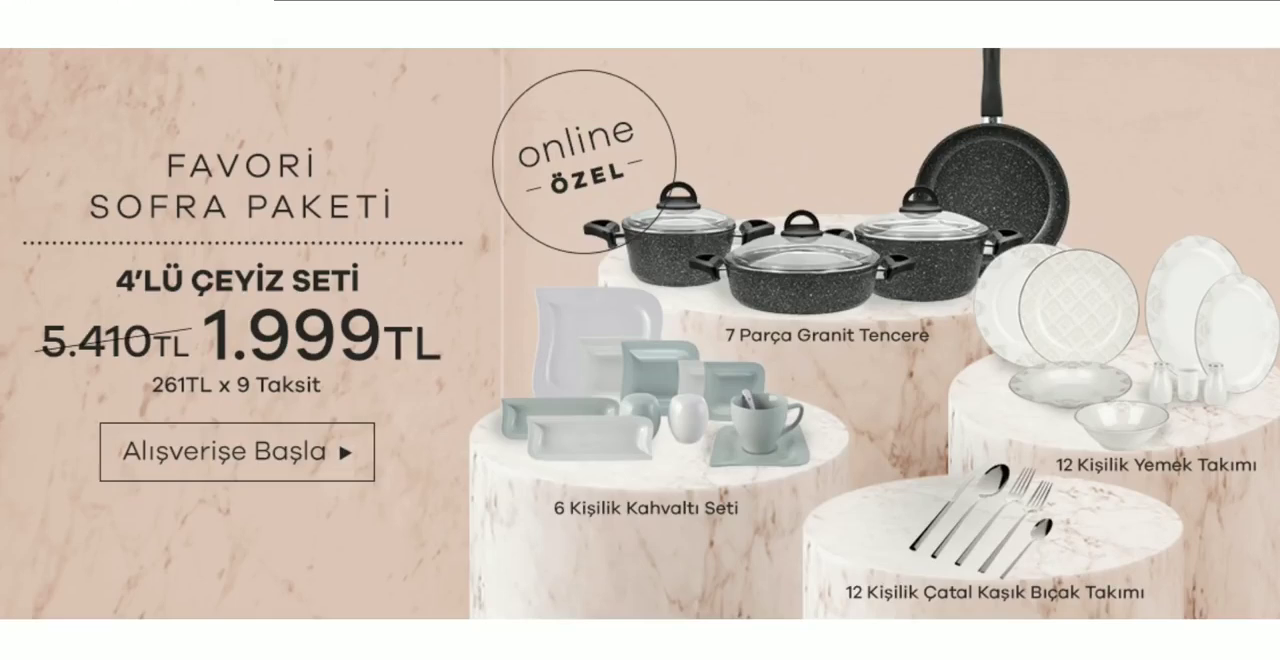 FAVORİ
SOFRA PAKETİ
4'LÜ ÇEYİZ SETİ
5.410TL 1.999TL
261TL x 9 Taksit
Alışverişe Başla ▶
online
- ÖZEL -
7 Parça Granit Tencere
12 Kişilik Yemek Takımı
6 Kişilik Kahvaltı Seti
12 Kişilik Çatal Kaşık Bıçak Takımı